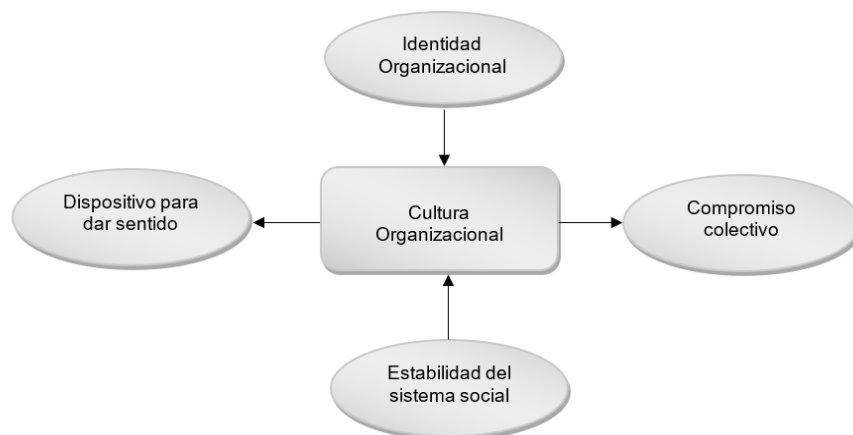 Identidad
Organizacional
Dispositivo para
dar sentido
Cultura
Organizacional
Compromiso
colectivo
Estabilidad del
sistema social